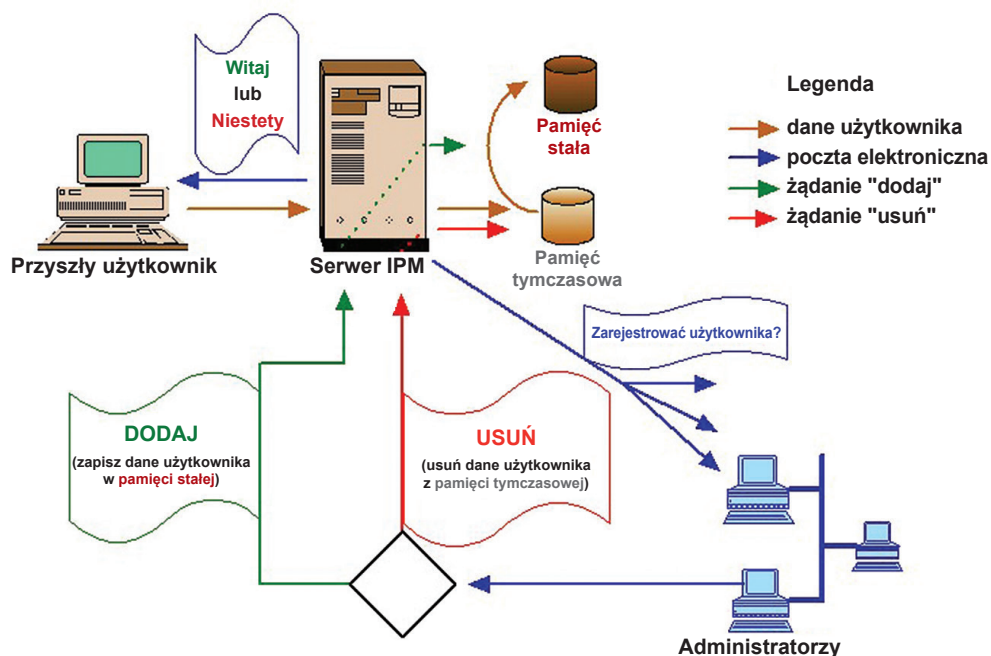 Witaj
lub
Niestety
Pamięć
stała
Legenda
dane użytkownika
poczta elektroniczna
żądanie "dodaj"
żądanie "usuń"
Przyszły użytkownik
Serwer IPM
Pamięć
tymczasowa
Zarejestrować użytkownika?
DODAJ
(zapisz dane użytkownika
w pamięci stałej)
USUŃ
(usuń dane użytkownika
z pamięci tymczasowej)
Administratorzy